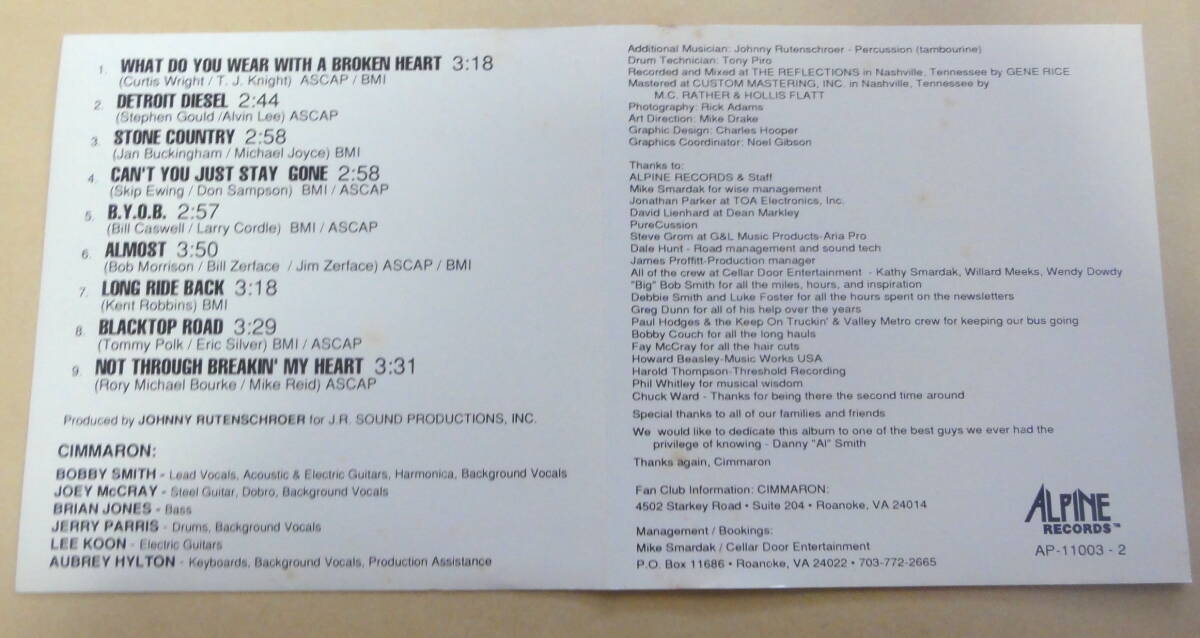 1. WHAT DO YOU WEAR WITH A BROKEN HEART 3:18
(Curtis Wright / T. J. Knight) ASCAP / BMI
2. DETROIT DIESEL 2:44
(Stephen Gould /Alvin Lee) ASCAP
3. STONE COUNTRY 2:58
(Jan Buckingham / Michael Joyce) BMI
4. CAN'T YOU JUST STAY GONE 2:58
(Skip Ewing / Don Sampson) BMI / ASCAP
5. B.Y.O.B. 2:57
(Bill Caswell / Larry Cordle) BMI / ASCAP
6. ALMOST 3:50
(Bob Morrison / Bill Zerface / Jim Zerface) ASCAP / BMI
7. LONG RIDE BACK 3:18
(Kent Robbins) BMI
8. BLACKTOP ROAD 3:29
(Tommy Polk / Eric Silver) BMI / ASCAP
9. NOT THROUGH BREAKIN' MY HEART 3:31
(Rory Michael Bourke / Mike Reid) ASCAP
Produced by JOHNNY RUTENSCHROER for J.R. SOUND PRODUCTIONS, INC.
CIMMARON:
BOBBY SMITH - Lead Vocals, Acoustic & Electric Guitars, Harmonica, Background Vocals
JOEY McCRAY - Steel Guitar, Dobro, Background Vocals
BRIAN JONES - Bass
JERRY PARRIS - Drums, Background Vocals
LEE KOON - Electric Guitars
AUBREY HYLTON - Keyboards, Background Vocals, Production Assistance
Additional Musician: Johnny Rutenschroer - Percussion (tambourine)
Drum Technician: Tony Piro
Recorded and Mixed at THE REFLECTIONS in Nashville, Tennessee by GENE RICE
Mastered at CUSTOM MASTERING, INC. in Nashville, Tennessee by
M.C. RATHER & HOLLIS FLATT
Photography: Rick Adams
Art Direction: Mike Drake
Graphic Design: Charles Hooper
Graphics Coordinator: Noel Gibson
Thanks to:
ALPINE RECORDS & Staff
Mike Smardak for wise management
Jonathan Parker at TOA Electronics, Inc.
David Lienhard at Dean Markley
PureCussion
Steve Grom at G&L Music Products-Aria Pro
Dale Hunt - Road management and sound tech
James Proffitt-Production manager
All of the crew at Cellar Door Entertainment - Kathy Smardak, Willard Meeks, Wendy Dowdy
"Big" Bob Smith for all the miles, hours, and inspiration
Debbie Smith and Luke Foster for all the hours spent on the newsletters
Greg Dunn for all of his help over the years
Paul Hodges & the Keep On Truckin' & Valley Metro crew for keeping our bus going
Bobby Couch for all the long hauls
Fay McCray for all the hair cuts
Howard Beasley-Music Works USA
Harold Thompson-Threshold Recording
Phil Whitley for musical wisdom
Chuck Ward - Thanks for being there the second time around
Special thanks to all of our families and friends
We would like to dedicate this album to one of the best guys we ever had the
privilege of knowing - Danny "Al" Smith
Thanks again, Cimmaron
Fan Club Information: CIMMARON:
4502 Starkey Road • Suite 204 • Roanoke, VA 24014
Management / Bookings:
Mike Smardak / Cellar Door Entertainment
P.O. Box 11686 • Roanoke, VA 24022 • 703-772-2665
ALPINE
RECORDS™
AP-11003 - 2